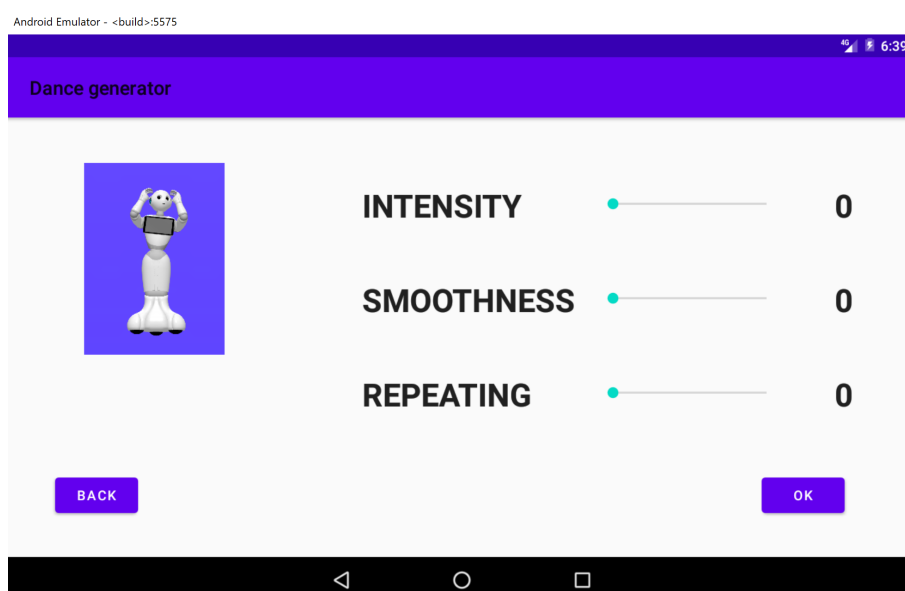 Android Emulator - <build>:5575
4G 6:39
Dance generator
INTENSITY 0
SMOOTHNESS 0
REPEATING 0
BACK OK